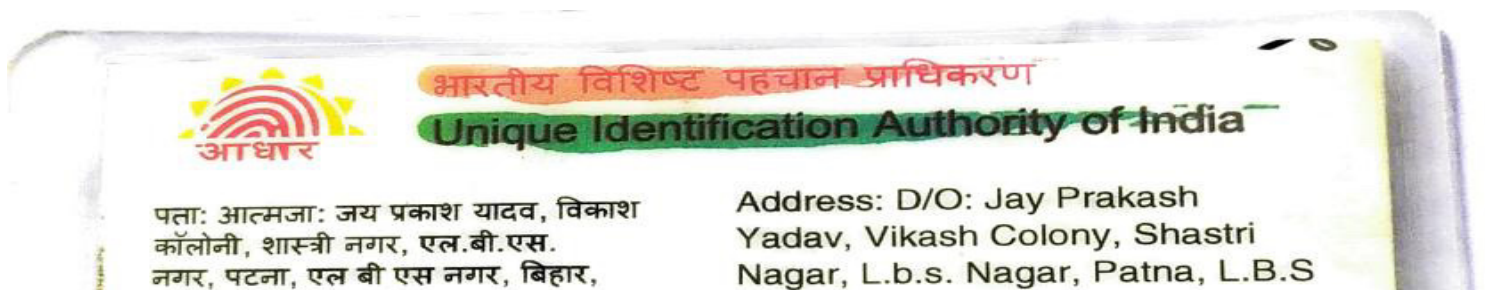 भारतीय विशिष्ट पहचान प्राधिकरण
Unique Identification Authority of India
आधार
पता: आत्मजा: जय प्रकाश यादव, विकाश
कॉलोनी, शास्त्री नगर, एल.बी.एस.
नगर, पटना, एल बी एस नगर, बिहार,
Address: D/O: Jay Prakash
Yadav, Vikash Colony, Shastri
Nagar, L.b.s. Nagar, Patna, L.B.S